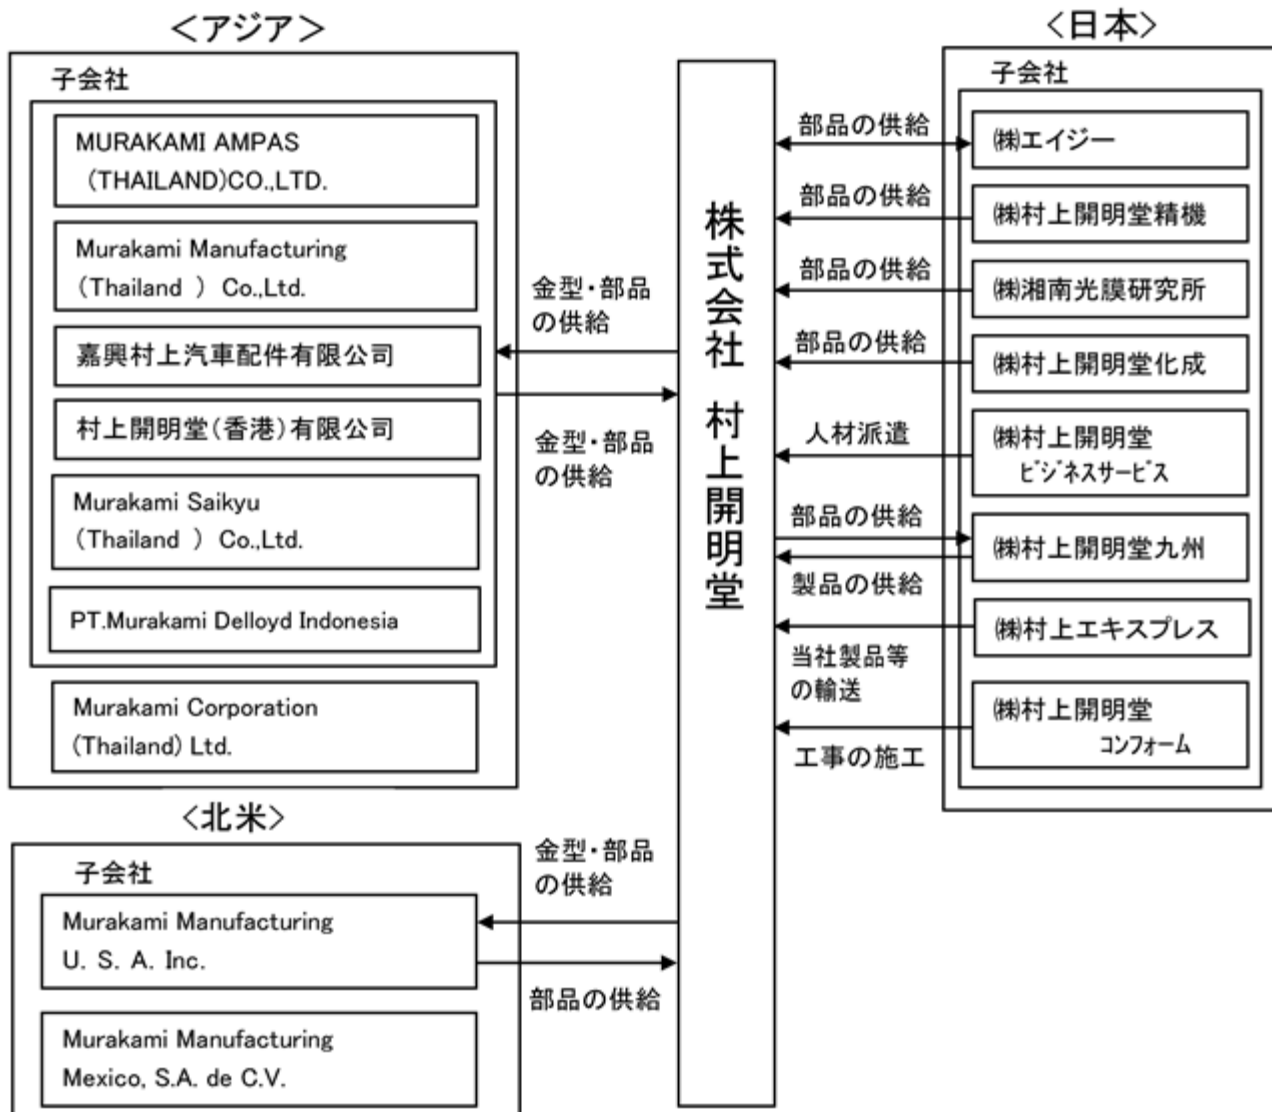 <アジア>
子会社
MURAKAMI AMPAS
(THAILAND)CO.,LTD.
Murakami Manufacturing
(Thailand ) Co.,Ltd.
嘉興村上汽車配件有限公司
村上開明堂(香港)有限公司
Murakami Saikyu
(Thailand ) Co.,Ltd.
PT.Murakami Delloyd Indonesia
Murakami Corporation
(Thailand) Ltd.
金型・部品
の供給
金型・部品
の供給
<北米>
子会社
Murakami Manufacturing
U. S. A. Inc.
Murakami Manufacturing
Mexico, S.A. de C.V.
金型・部品
の供給
部品の供給
株式会社 村上開明堂
<日本>
子会社
部品の供給
㈱エイジー
部品の供給
㈱村上開明堂精機
部品の供給
㈱湘南光膜研究所
部品の供給
㈱村上開明堂化成
人材派遣
㈱村上開明堂
ビジネスサービス
部品の供給
㈱村上開明堂九州
製品の供給
㈱村上エキスプレス
当社製品等
の輸送
㈱村上開明堂
コンフォーム
工事の施工